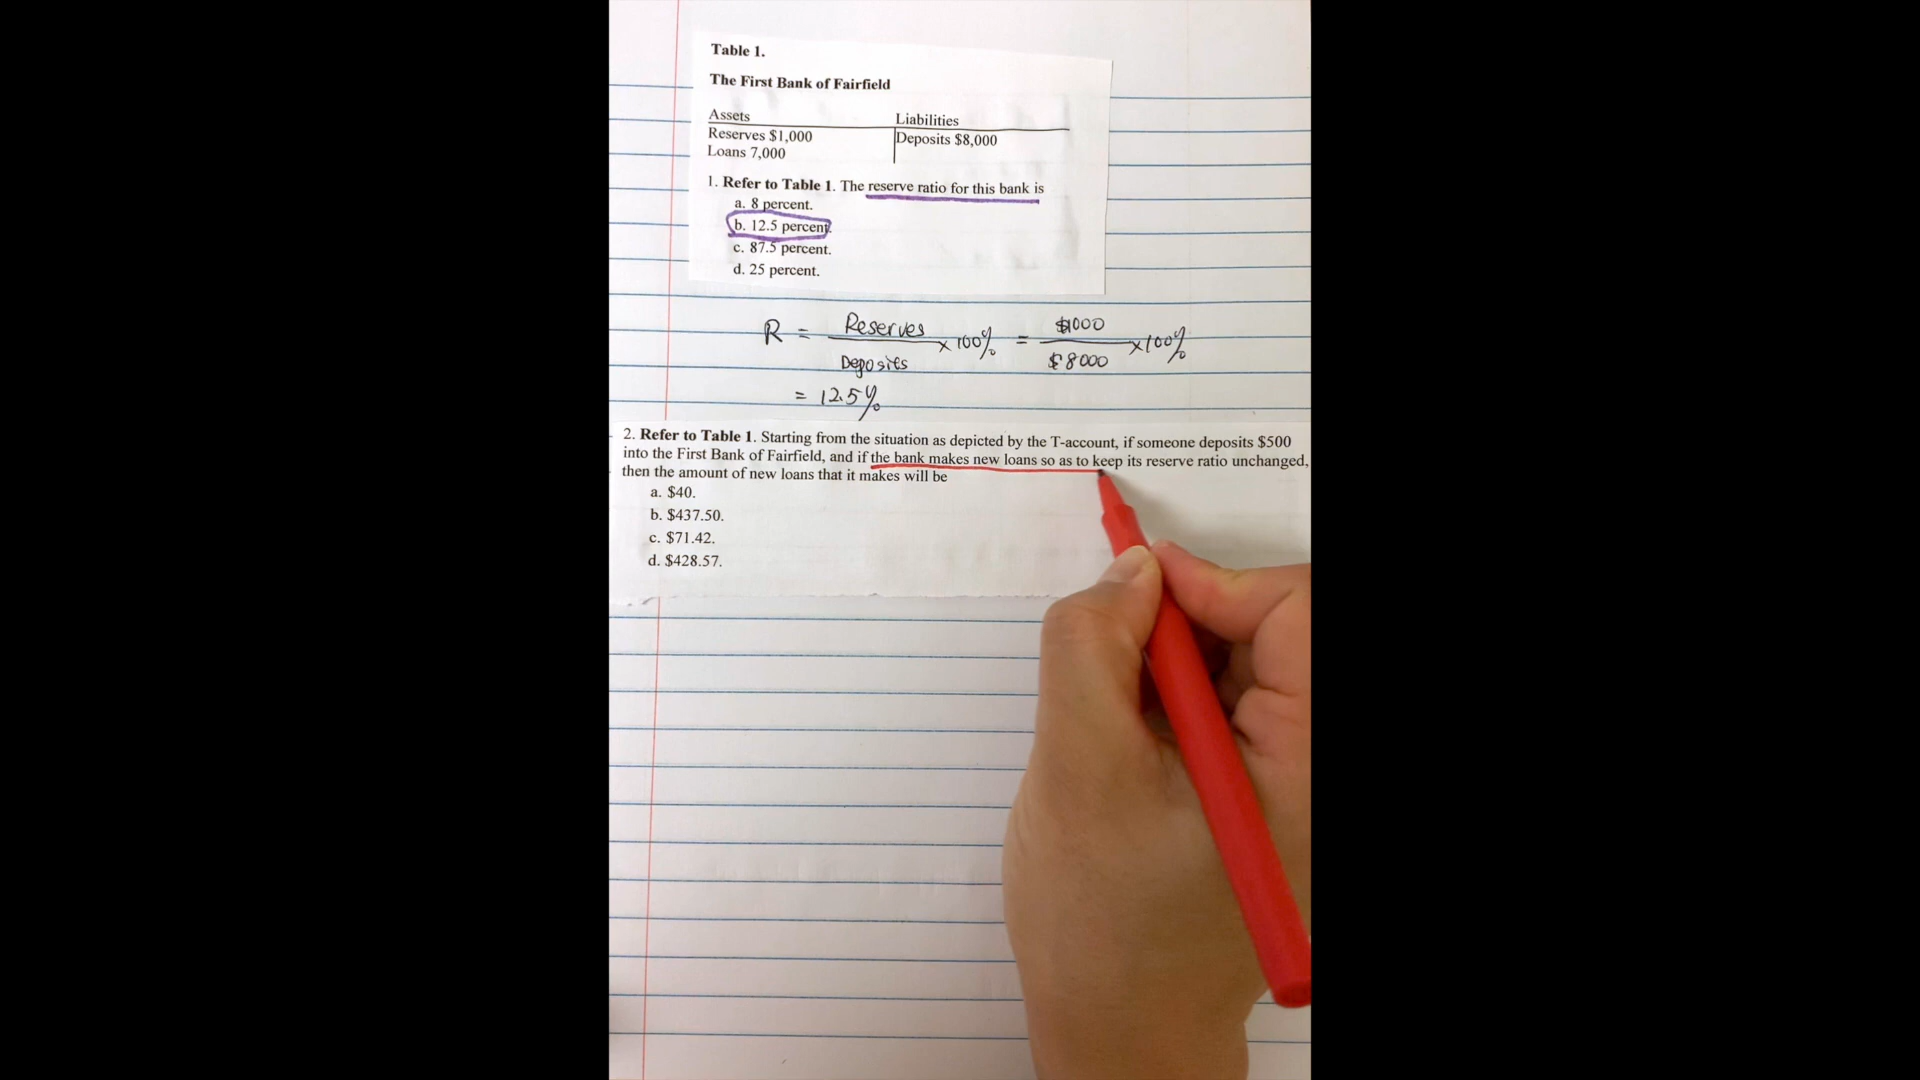 Table 1.
The First Bank of Fairfield
Assets Liabilities
Reserves $1,000 Deposits $8,000
Loans 7,000
1. Refer to Table 1. The reserve ratio for this bank is
a. 8 percent.
b. 12.5 percent.
c. 87.5 percent.
d. 25 percent.
R = Reserves / Deposits × 100% = $1000 / $8000 × 100%
= 12.5%
2. Refer to Table 1. Starting from the situation as depicted by the T-account, if someone deposits $500
into the First Bank of Fairfield, and if the bank makes new loans so as to keep its reserve ratio unchanged,
then the amount of new loans that it makes will be
a. $40.
b. $437.50.
c. $71.42.
d. $428.57.